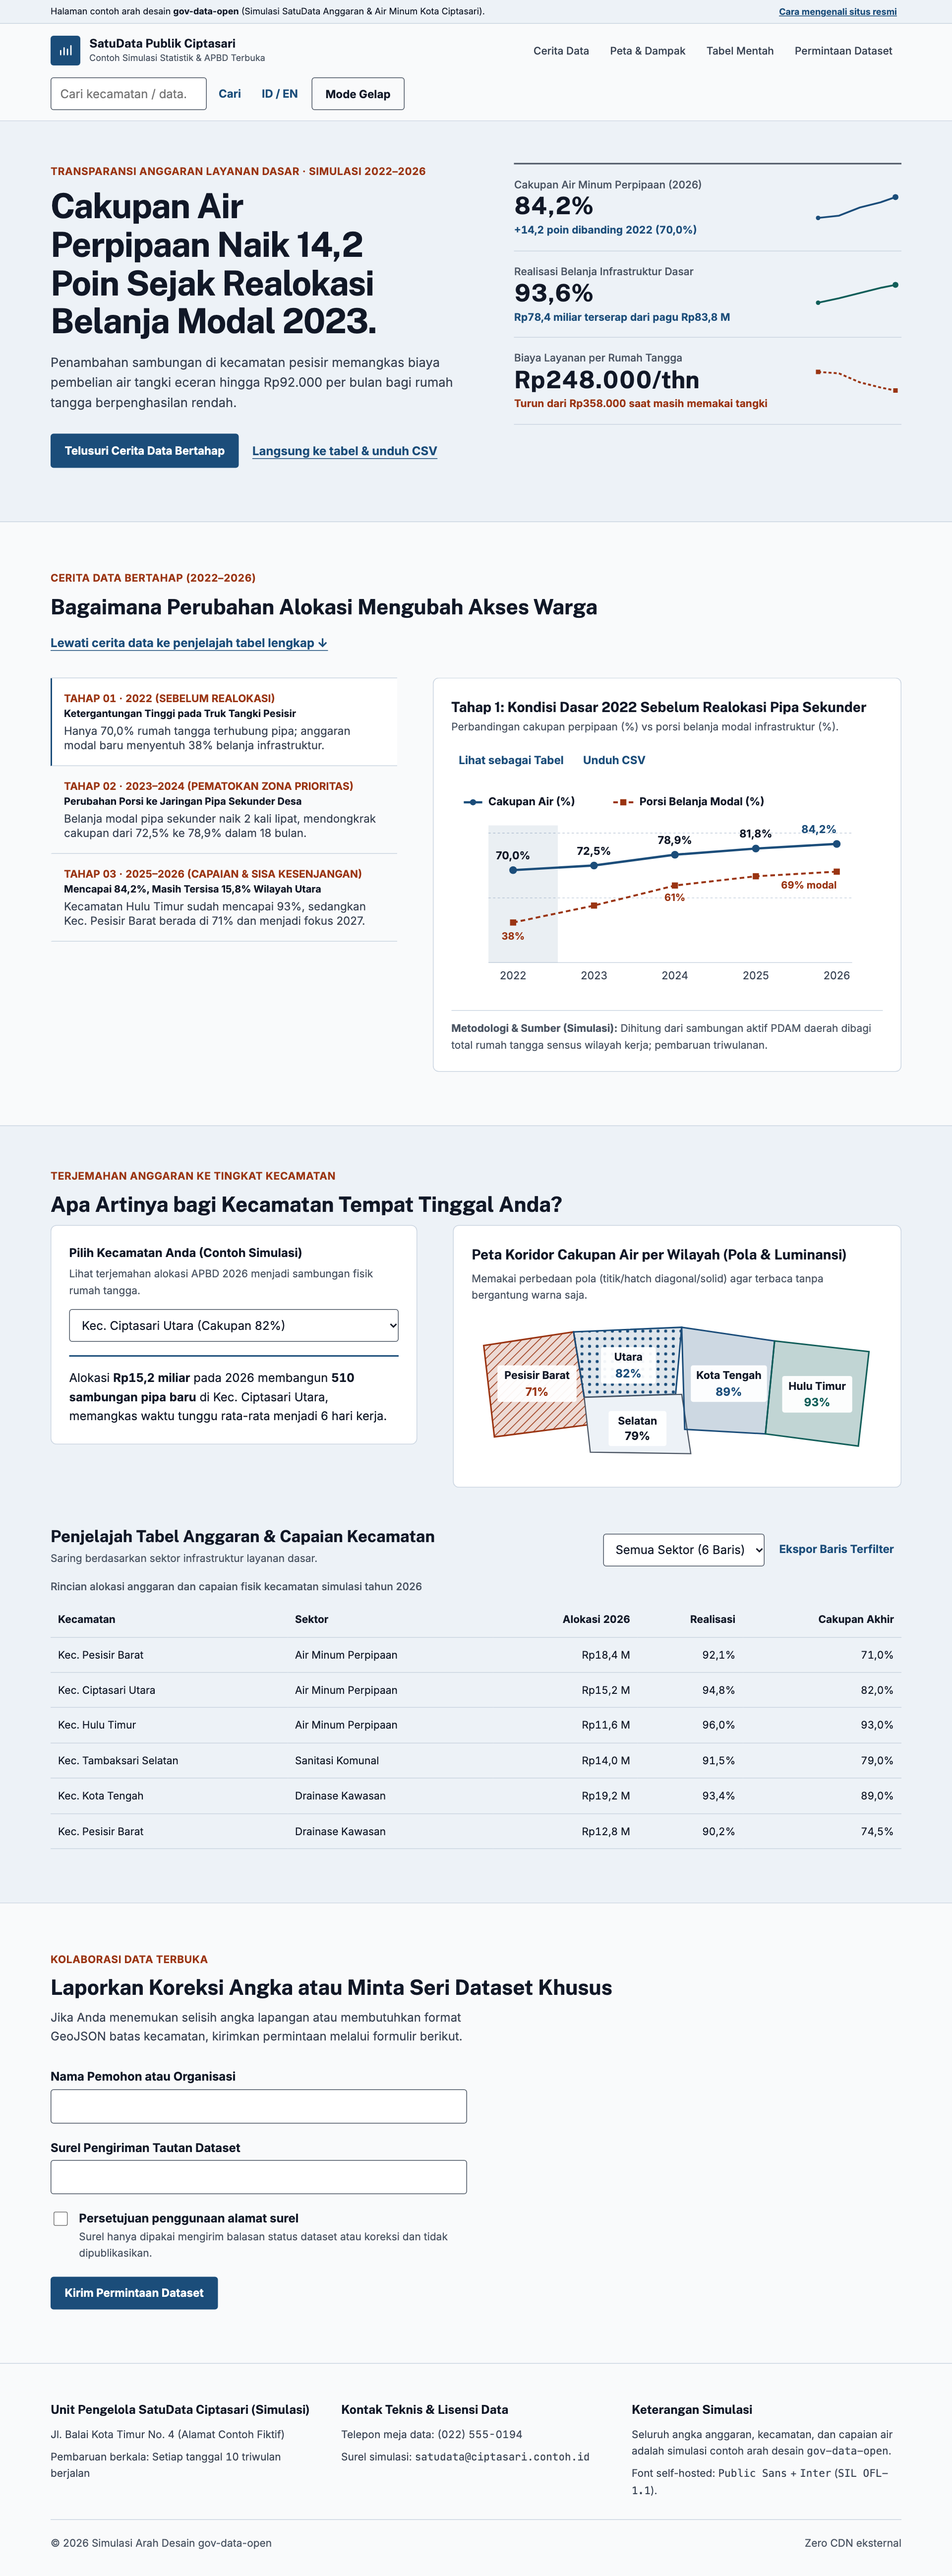 Halaman contoh arah desain gov-data-open (Simulasi SatuData Anggaran & Air Minum Kota Ciptasari).
Cara mengenali situs resmi
SatuData Publik Ciptasari
Contoh Simulasi Statistik & APBD Terbuka
Cerita Data
Peta & Dampak
Tabel Mentah
Permintaan Dataset
Cari kecamatan / data.
Cari
ID / EN
Mode Gelap
TRANSPARANSI ANGGARAN LAYANAN DASAR · SIMULASI 2022–2026
Cakupan Air
Perpipaan Naik 14,2
Poin Sejak Realokasi
Belanja Modal 2023.
Penambahan sambungan di kecamatan pesisir memangkas biaya
pembelian air tangki eceran hingga Rp92.000 per bulan bagi rumah
tangga berpenghasilan rendah.
Telusuri Cerita Data Bertahap
Langsung ke tabel & unduh CSV
Cakupan Air Minum Perpipaan (2026)
84,2%
+14,2 poin dibanding 2022 (70,0%)
Realisasi Belanja Infrastruktur Dasar
93,6%
Rp78,4 miliar terserap dari pagu Rp83,8 M
Biaya Layanan per Rumah Tangga
Rp248.000/thn
Turun dari Rp358.000 saat masih memakai tangki
CERITA DATA BERTAHAP (2022–2026)
Bagaimana Perubahan Alokasi Mengubah Akses Warga
Lewati cerita data ke penjelajah tabel lengkap ↓
TAHAP 01 · 2022 (SEBELUM REALOKASI)
Ketergantungan Tinggi pada Truk Tangki Pesisir
Hanya 70,0% rumah tangga terhubung pipa; anggaran
modal baru menyentuh 38% belanja infrastruktur.
TAHAP 02 · 2023–2024 (PEMATOKAN ZONA PRIORITAS)
Perubahan Porsi ke Jaringan Pipa Sekunder Desa
Belanja modal pipa sekunder naik 2 kali lipat, mendongkrak
cakupan dari 72,5% ke 78,9% dalam 18 bulan.
TAHAP 03 · 2025–2026 (CAPAIAN & SISA KESENJANGAN)
Mencapai 84,2%, Masih Tersisa 15,8% Wilayah Utara
Kecamatan Hulu Timur sudah mencapai 93%, sedangkan
Kec. Pesisir Barat berada di 71% dan menjadi fokus 2027.
Tahap 1: Kondisi Dasar 2022 Sebelum Realokasi Pipa Sekunder
Perbandingan cakupan perpipaan (%) vs porsi belanja modal infrastruktur (%).
Lihat sebagai Tabel
Unduh CSV
Cakupan Air (%)
Porsi Belanja Modal (%)
70,0%
72,5%
78,9%
81,8%
84,2%
38%
61%
69% modal
2022
2023
2024
2025
2026
Metodologi & Sumber (Simulasi): Dihitung dari sambungan aktif PDAM daerah dibagi
total rumah tangga sensus wilayah kerja; pembaruan triwulanan.
TERJEMAHAN ANGGARAN KE TINGKAT KECAMATAN
Apa Artinya bagi Kecamatan Tempat Tinggal Anda?
Pilih Kecamatan Anda (Contoh Simulasi)
Lihat terjemahan alokasi APBD 2026 menjadi sambungan fisik
rumah tangga.
Kec. Ciptasari Utara (Cakupan 82%)
Alokasi Rp15,2 miliar pada 2026 membangun 510
sambungan pipa baru di Kec. Ciptasari Utara,
memangkas waktu tunggu rata-rata menjadi 6 hari kerja.
Peta Koridor Cakupan Air per Wilayah (Pola & Luminansi)
Memakai perbedaan pola (titik/hatch diagonal/solid) agar terbaca tanpa
bergantung warna saja.
Pesisir Barat
71%
Utara
82%
Selatan
79%
Kota Tengah
89%
Hulu Timur
93%
Penjelajah Tabel Anggaran & Capaian Kecamatan
Saring berdasarkan sektor infrastruktur layanan dasar.
Semua Sektor (6 Baris)
Ekspor Baris Terfilter
Rincian alokasi anggaran dan capaian fisik kecamatan simulasi tahun 2026
Kecamatan Sektor Alokasi 2026 Realisasi Cakupan Akhir
Kec. Pesisir Barat Air Minum Perpipaan Rp18,4 M 92,1% 71,0%
Kec. Ciptasari Utara Air Minum Perpipaan Rp15,2 M 94,8% 82,0%
Kec. Hulu Timur Air Minum Perpipaan Rp11,6 M 96,0% 93,0%
Kec. Tambaksari Selatan Sanitasi Komunal Rp14,0 M 91,5% 79,0%
Kec. Kota Tengah Drainase Kawasan Rp19,2 M 93,4% 89,0%
Kec. Pesisir Barat Drainase Kawasan Rp12,8 M 90,2% 74,5%
KOLABORASI DATA TERBUKA
Laporkan Koreksi Angka atau Minta Seri Dataset Khusus
Jika Anda menemukan selisih angka lapangan atau membutuhkan format
GeoJSON batas kecamatan, kirimkan permintaan melalui formulir berikut.
Nama Pemohon atau Organisasi
Surel Pengiriman Tautan Dataset
Persetujuan penggunaan alamat surel
Surel hanya dipakai mengirim balasan status dataset atau koreksi dan tidak
dipublikasikan.
Kirim Permintaan Dataset
Unit Pengelola SatuData Ciptasari (Simulasi)
Jl. Balai Kota Timur No. 4 (Alamat Contoh Fiktif)
Pembaruan berkala: Setiap tanggal 10 triwulan
berjalan
Kontak Teknis & Lisensi Data
Telepon meja data: (022) 555-0194
Surel simulasi: satudata@ciptasari.contoh.id
Keterangan Simulasi
Seluruh angka anggaran, kecamatan, dan capaian air
adalah simulasi contoh arah desain gov-data-open.
Font self-hosted: Public Sans + Inter (SIL OFL-
1.1).
© 2026 Simulasi Arah Desain gov-data-open
Zero CDN eksternal